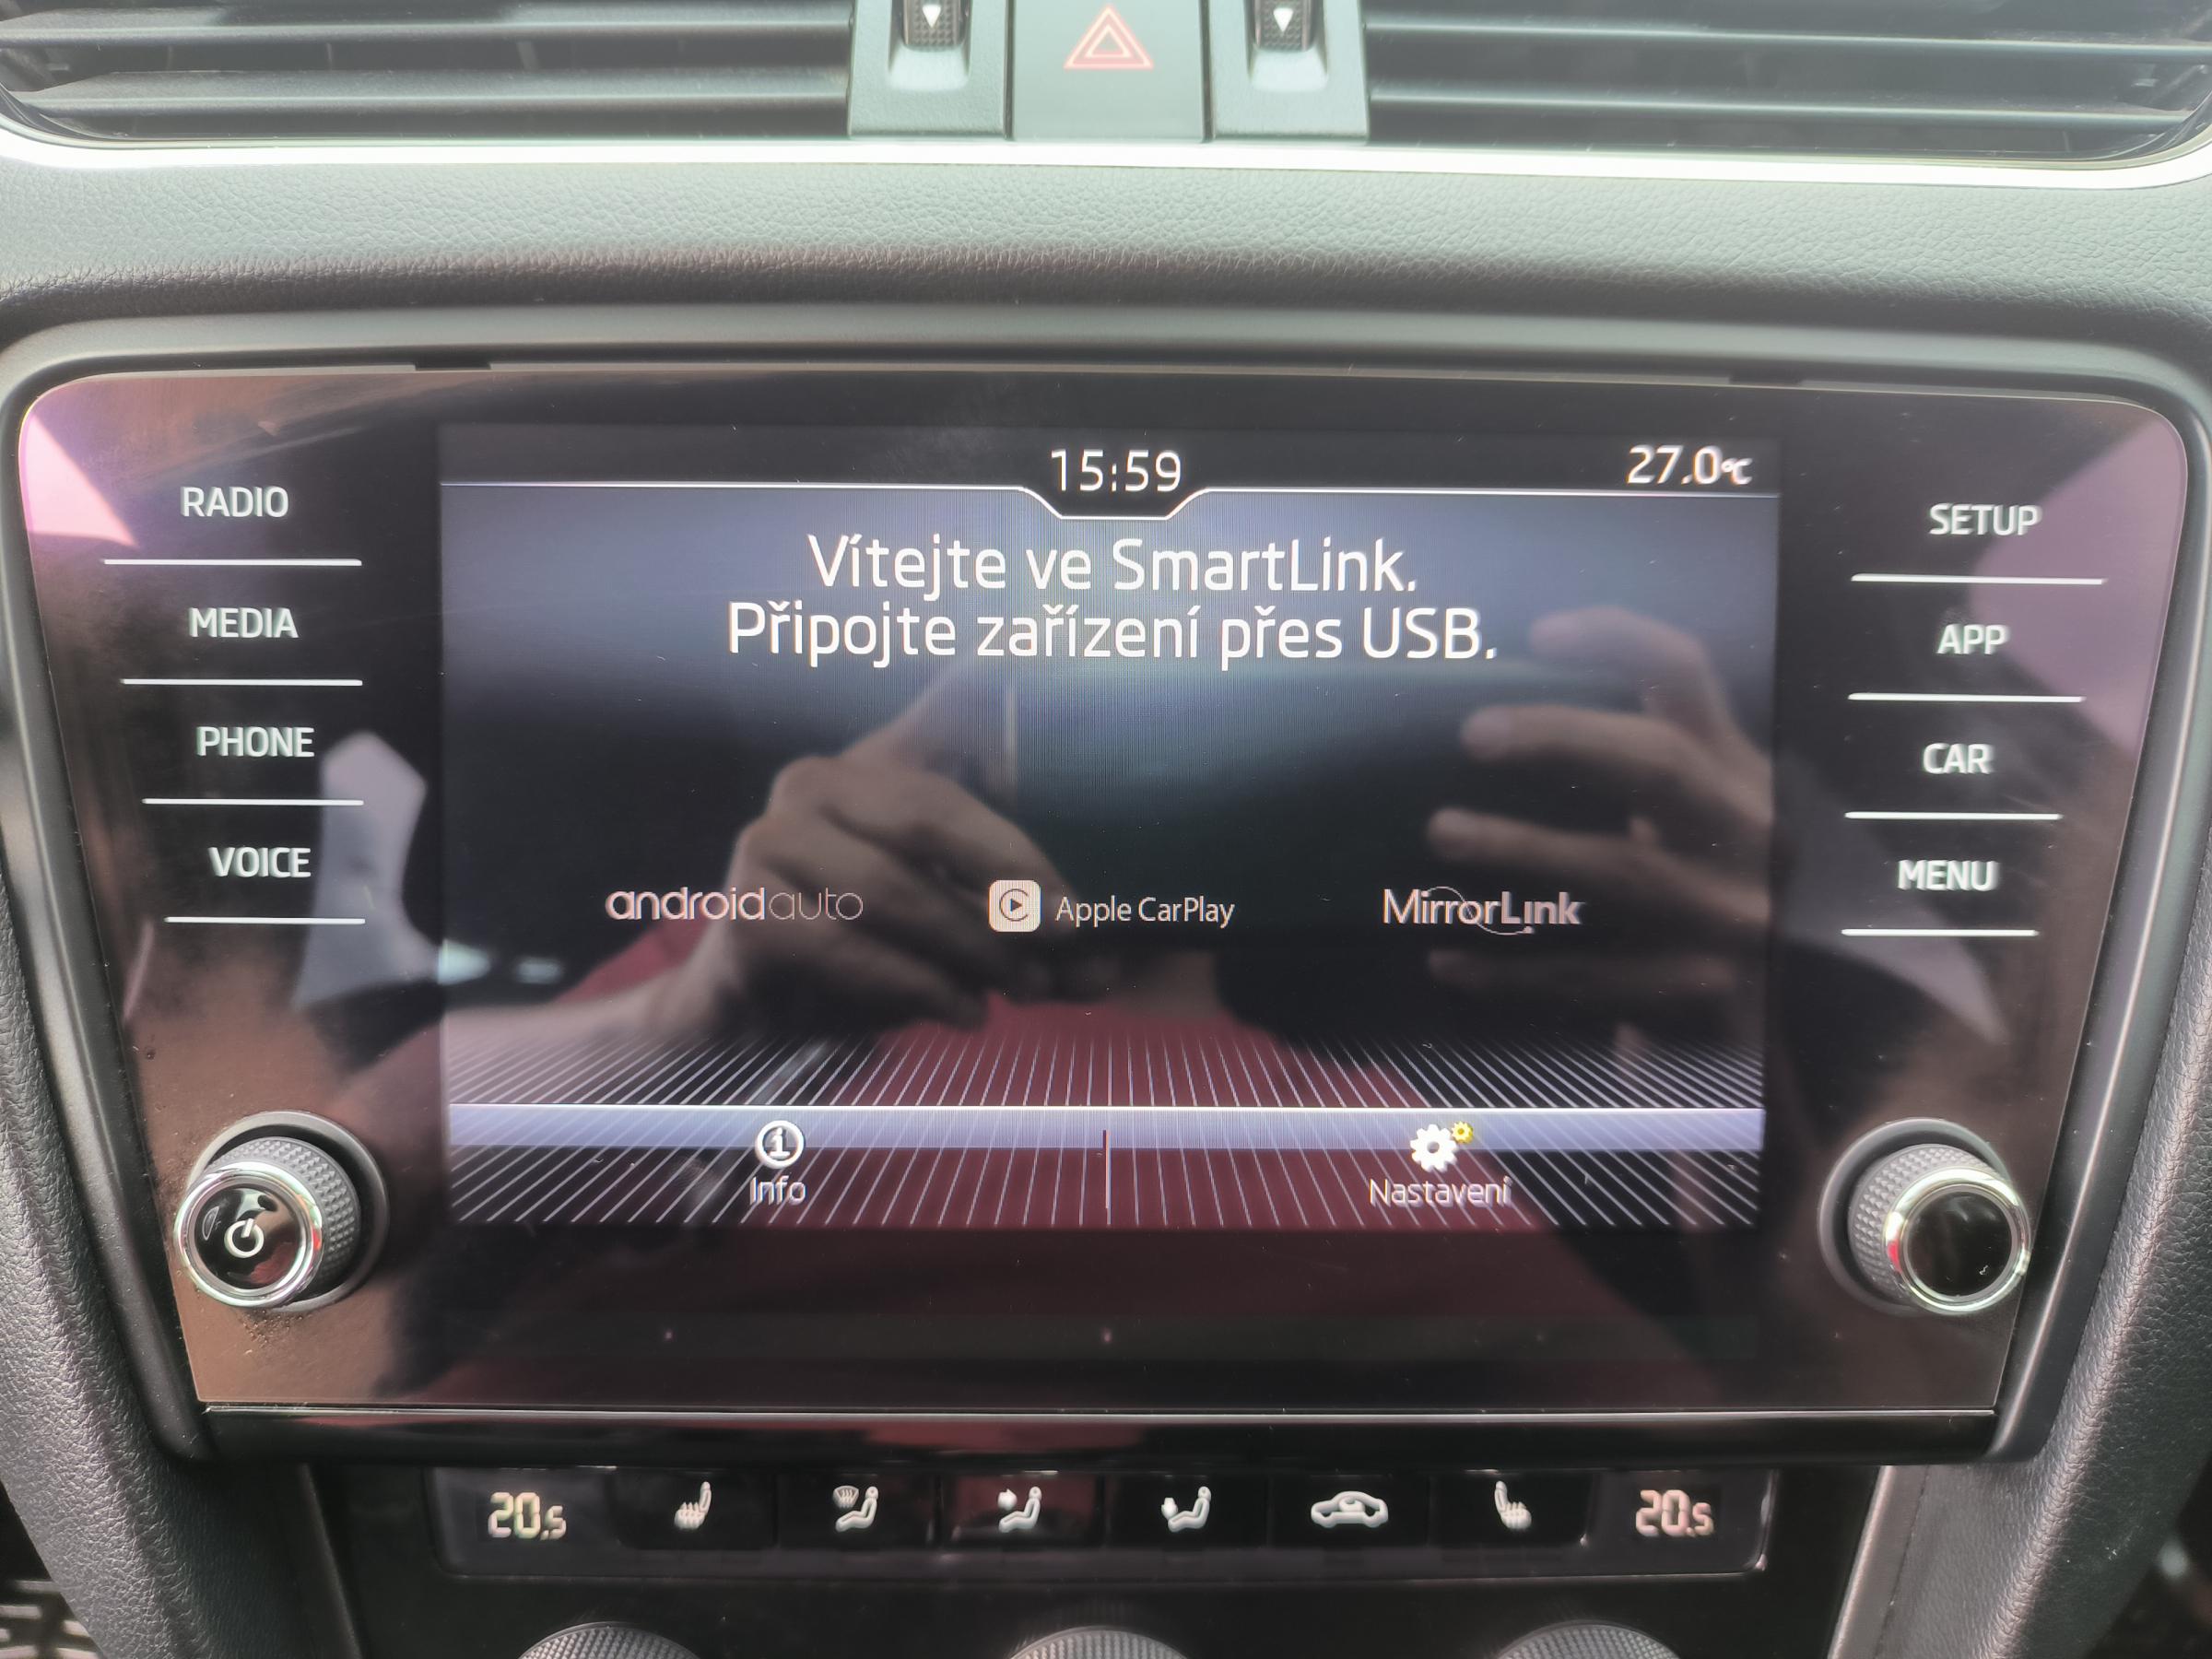 15:59
27.0°C
RADIO
MEDIA
PHONE
VOICE
Vítejte ve SmartLink.
Připojte zařízení přes USB.
androidauto
Apple CarPlay
MirrorLink
Info
Nastavení
SETUP
APP
CAR
MENU
20.5
20.5